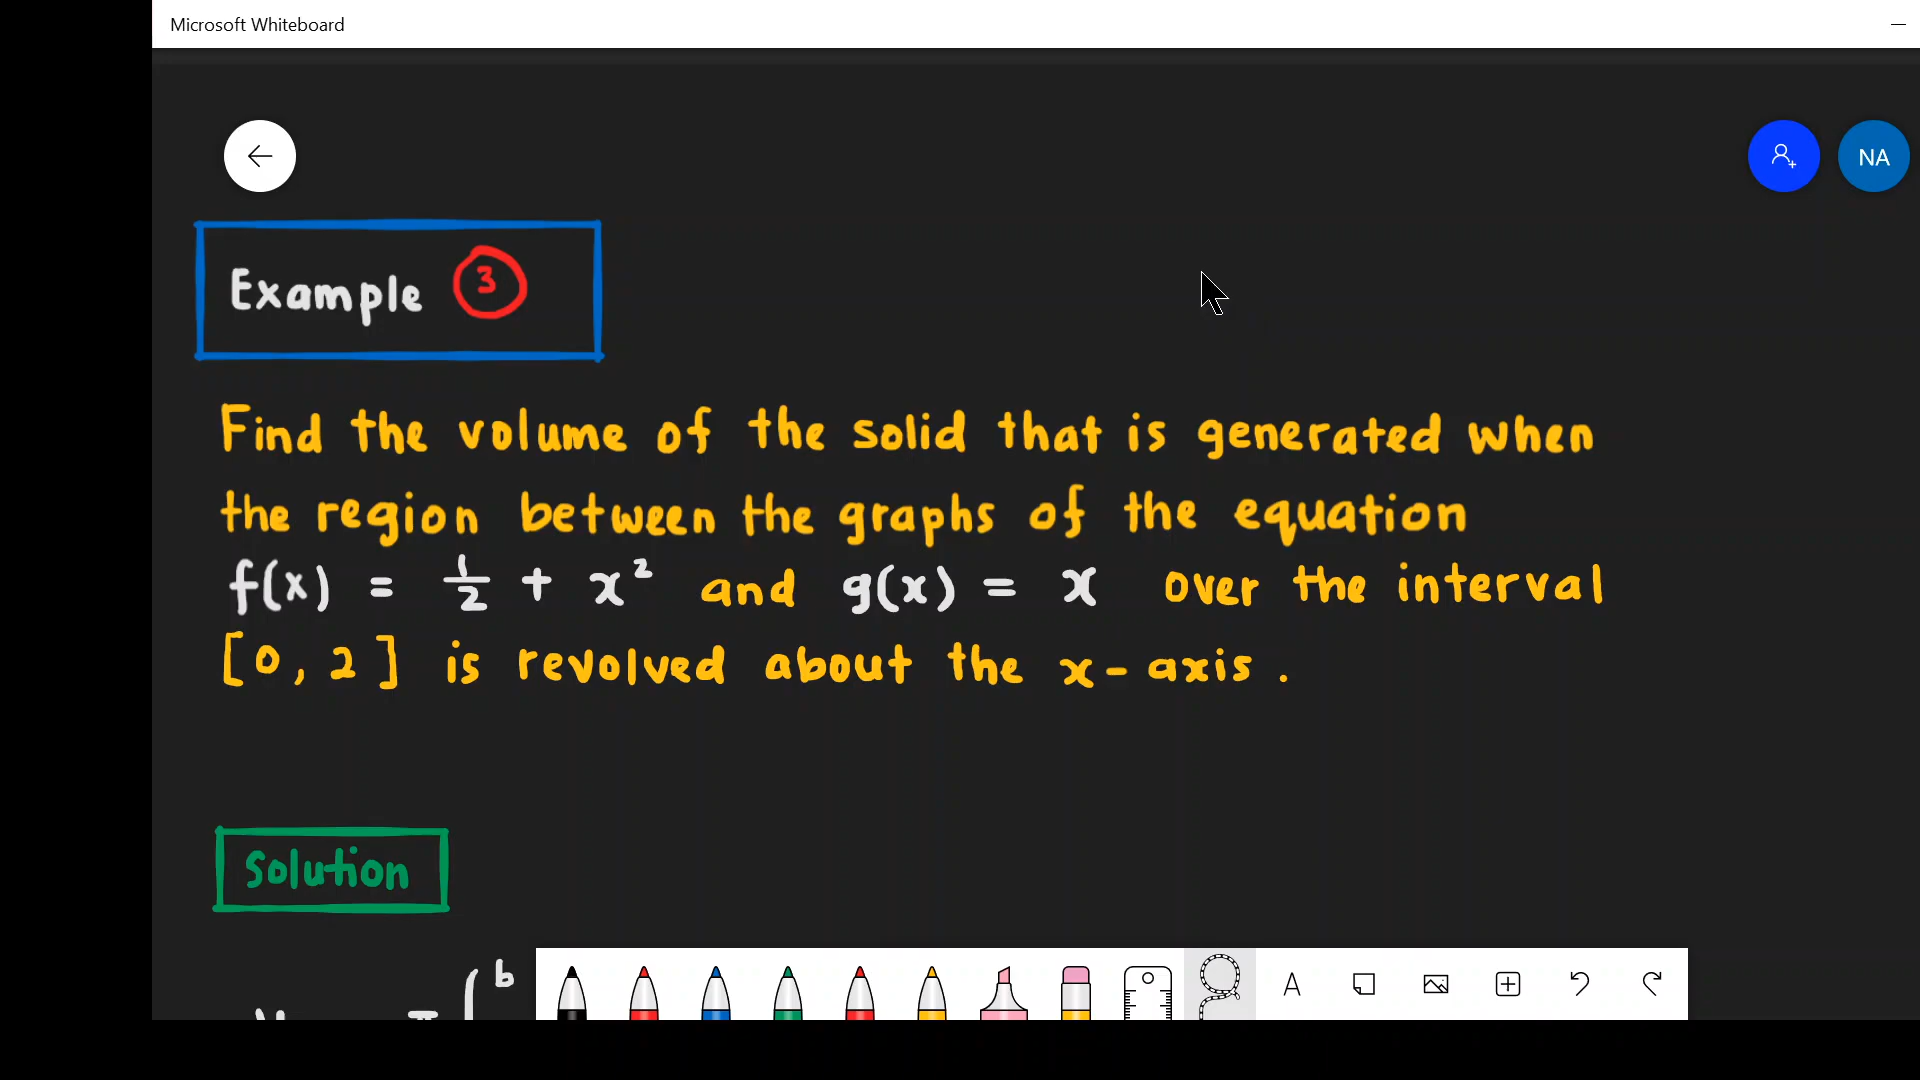 Microsoft Whiteboard
NA
Example 3
Find the volume of the solid that is generated when
the region between the graphs of the equation
f(x) = 1/2 + x² and g(x) = x over the interval
[0, 2] is revolved about the x-axis.
Solution
b